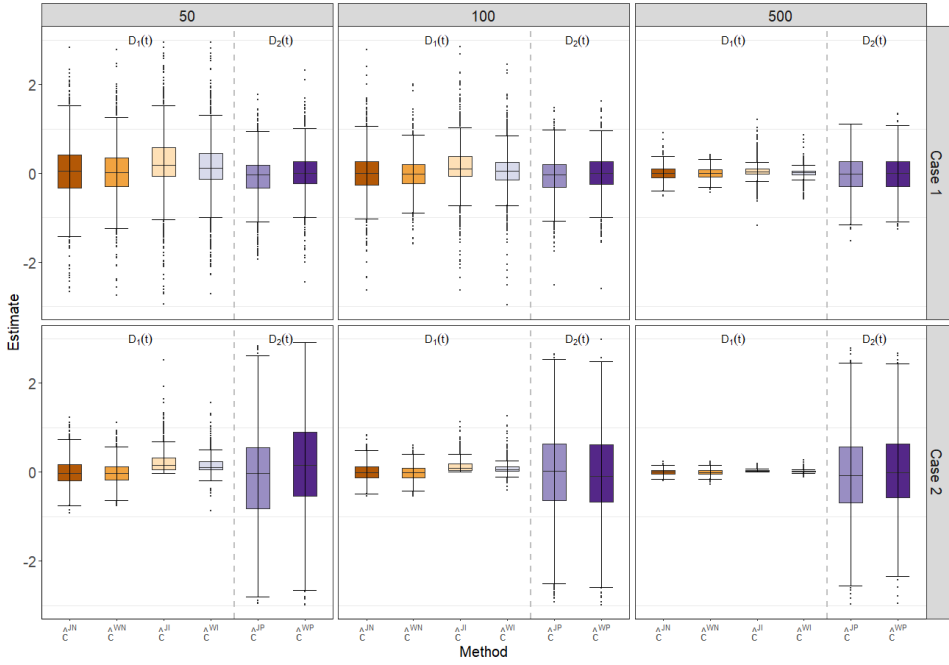 50 100 500
D₁(t) D₂(t) D₁(t) D₂(t) D₁(t) D₂(t)
2
0
-2
Case 1
Estimate
D₁(t) D₂(t) D₁(t) D₂(t) D₁(t) D₂(t)
2
0
-2
Case 2
Ĉ^JN Ĉ^WN Ĉ^JI Ĉ^WI Ĉ^JP Ĉ^WP Ĉ^JN Ĉ^WN Ĉ^JI Ĉ^WI Ĉ^JP Ĉ^WP Ĉ^JN Ĉ^WN Ĉ^JI Ĉ^WI Ĉ^JP Ĉ^WP
Method